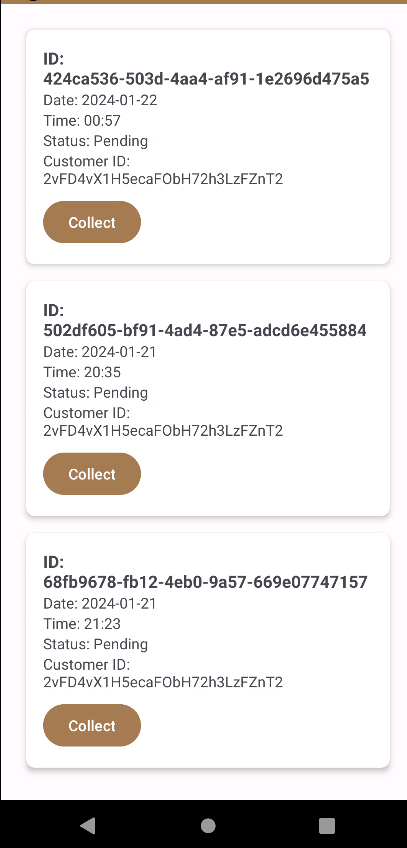 ID:
424ca536-503d-4aa4-af91-1e2696d475a5
Date: 2024-01-22
Time: 00:57
Status: Pending
Customer ID:
2vFD4vX1H5ecaFObH72h3LzFZnT2
Collect
ID:
502df605-bf91-4ad4-87e5-adcd6e455884
Date: 2024-01-21
Time: 20:35
Status: Pending
Customer ID:
2vFD4vX1H5ecaFObH72h3LzFZnT2
Collect
ID:
68fb9678-fb12-4eb0-9a57-669e07747157
Date: 2024-01-21
Time: 21:23
Status: Pending
Customer ID:
2vFD4vX1H5ecaFObH72h3LzFZnT2
Collect